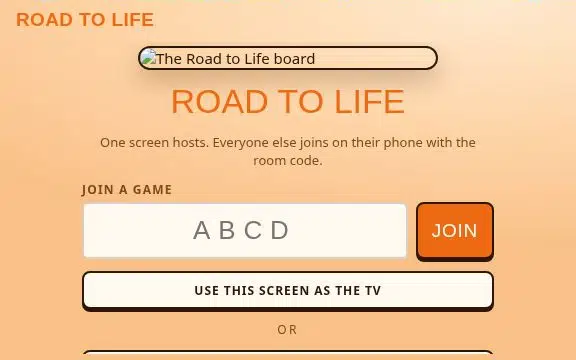 ROAD TO LIFE
The Road to Life board
ROAD TO LIFE
One screen hosts. Everyone else joins on their phone with the
room code.
JOIN A GAME
ABCD
JOIN
USE THIS SCREEN AS THE TV
OR